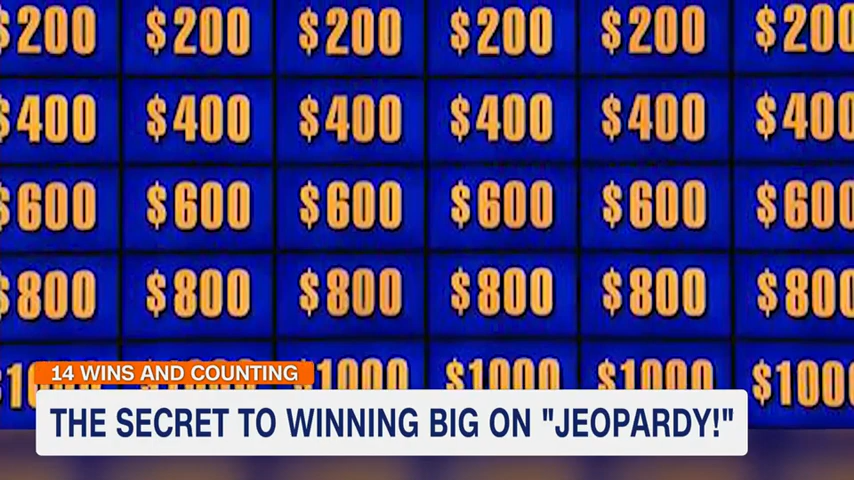 $200 $200 $200 $200 $200 $200
$400 $400 $400 $400 $400 $400
$600 $600 $600 $600 $600 $600
$800 $800 $800 $800 $800 $800
$1000 $1000 $1000 $1000
14 WINS AND COUNTING
THE SECRET TO WINNING BIG ON "JEOPARDY!"